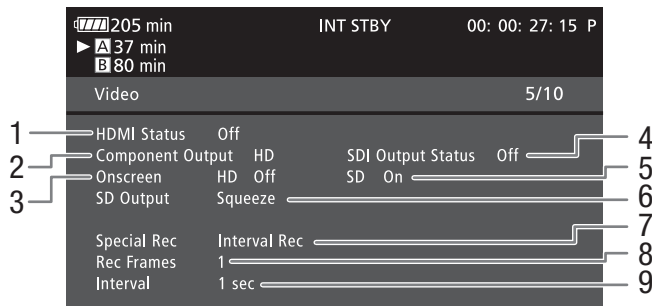 205 min INT STBY 00: 00: 27: 15 P
A 37 min
B 80 min
Video 5/10
1 HDMI Status Off
2 Component Output HD SDI Output Status Off 4
3 Onscreen HD Off SD On 5
SD Output Squeeze 6
Special Rec Interval Rec 7
Rec Frames 1 8
Interval 1 sec 9